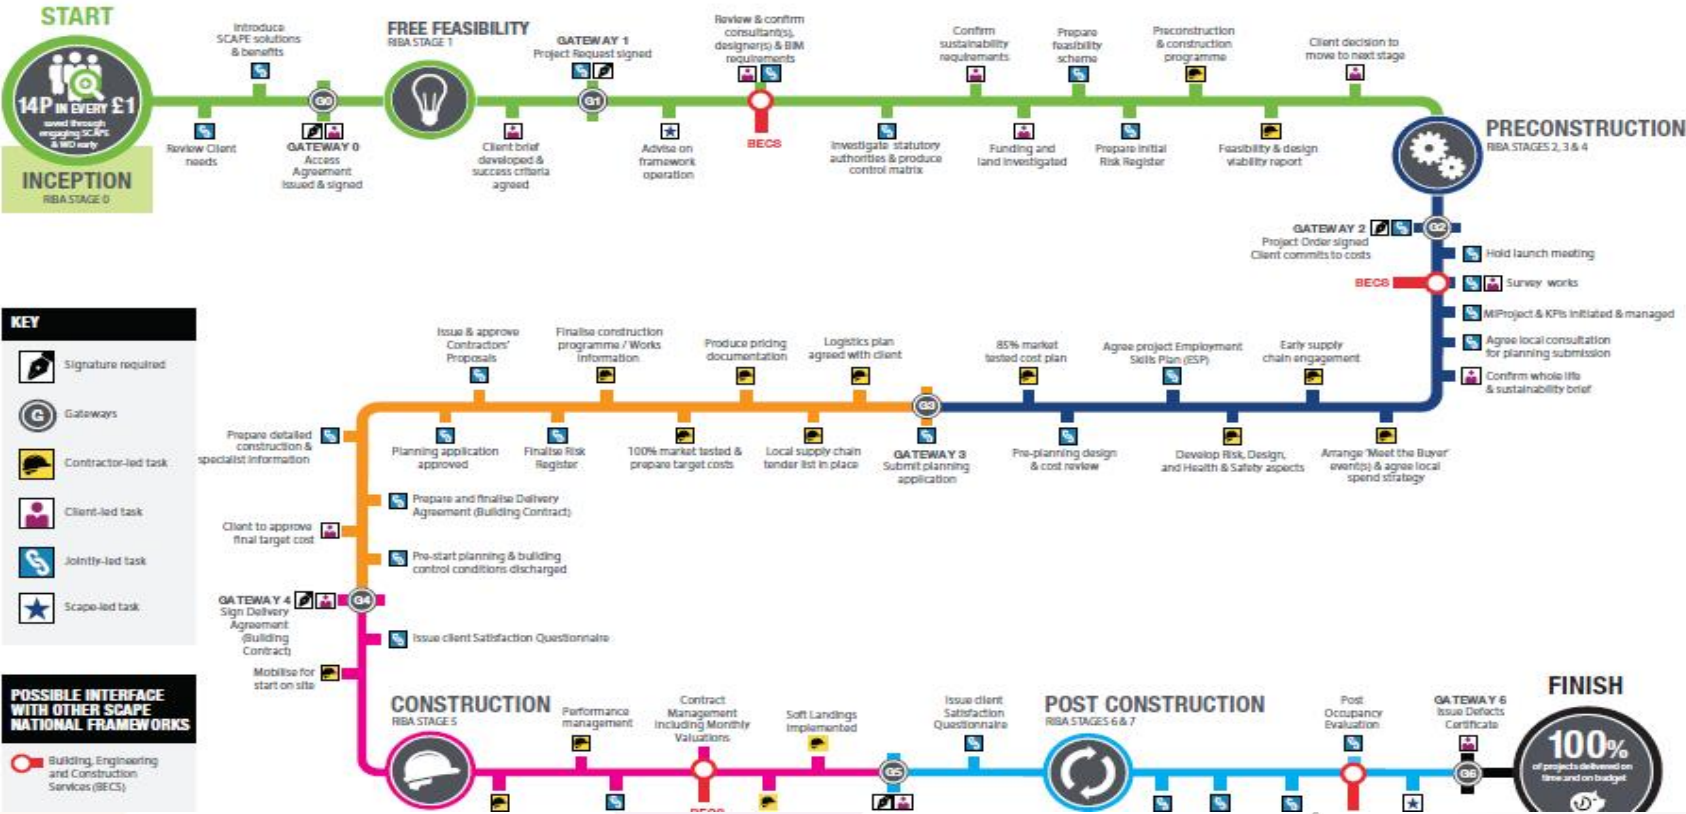 START
14P IN EVERY £1
saved through
engaging SCAPE
& WD early
INCEPTION
RIBA STAGE 0
Introduce
SCAPE solutions
& benefits
Review Client
needs
G0
GATEWAY 0
Access
Agreement
issued & signed
FREE FEASIBILITY
RIBA STAGE 1
Client brief
developed &
success criteria
agreed
GATEWAY 1
Project Request signed
G1
Advise on
framework
operation
Review & confirm
consultant(s),
designer(s) & BIM
requirements
BECS
Investigate statutory
authorities & produce
control matrix
Confirm
sustainability
requirements
Funding and
land investigated
Prepare
feasibility
scheme
Prepare initial
Risk Register
Preconstruction
& construction
programme
Feasibility & design
viability report
Client decision to
move to next stage
PRECONSTRUCTION
RIBA STAGES 2, 3 & 4
GATEWAY 2
Project Order signed
Client commits to costs
G2
Hold launch meeting
BECS
Survey works
MiProject & KPIs initiated & managed
Agree local consultation
for planning submission
Confirm whole life
& sustainability brief
Arrange 'Meet the Buyer'
event(s) & agree local
spend strategy
Early supply
chain engagement
Develop Risk, Design,
and Health & Safety aspects
Agree project Employment
Skills Plan (ESP)
Pre-planning design
& cost review
85% market
tested cost plan
G3
GATEWAY 3
Submit planning
application
Logistics plan
agreed with client
Local supply chain
tender list in place
Produce pricing
documentation
100% market tested &
prepare target costs
Finalise construction
programme / Works
Information
Finalise Risk
Register
Issue & approve
Contractors'
Proposals
Planning application
approved
Prepare detailed
construction &
specialist information
Prepare and finalise Delivery
Agreement (Building Contract)
Client to approve
final target cost
Pre-start planning & building
control conditions discharged
GATEWAY 4
Sign Delivery
Agreement
(Building
Contract)
G4
Issue client Satisfaction Questionnaire
Mobilise for
start on site
CONSTRUCTION
RIBA STAGE 5
Performance
management
Contract
Management
including Monthly
Valuations
BECS
Soft Landings
implemented
G5
Issue client
Satisfaction
Questionnaire
POST CONSTRUCTION
RIBA STAGES 6 & 7
Post
Occupancy
Evaluation
GATEWAY 6
Issue Defects
Certificate
G6
FINISH
100%
of projects delivered on
time and on budget
KEY
Signature required
G
Gateways
Contractor-led task
Client-led task
Jointly-led task
Scape-led task
POSSIBLE INTERFACE
WITH OTHER SCAPE
NATIONAL FRAMEWORKS
Building, Engineering
and Construction
Services (BECS)